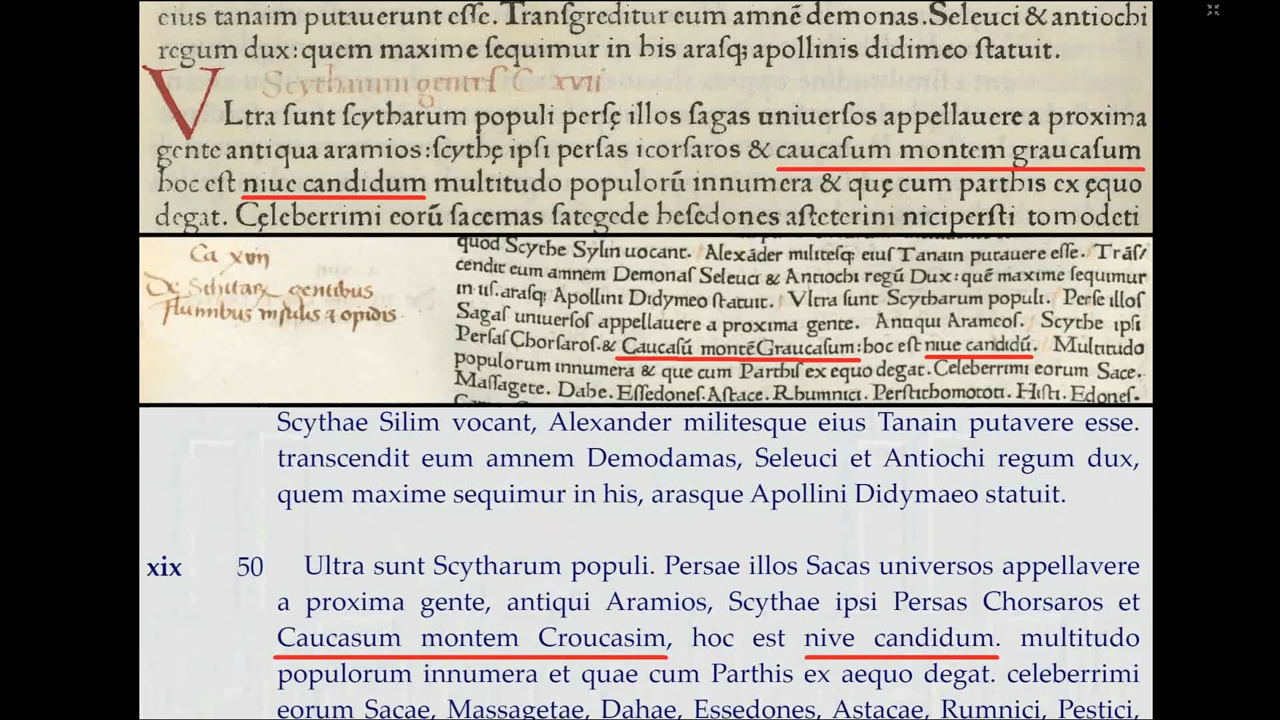 eius tanaim putauerunt eſſe. Tranſgreditur eum amnē demonas. Seleuci & antiochi
regum dux: quem maxime ſequimur in his araſq; apollinis didimeo ſtatuit.
Scytharum gentes C xvii
VLtra ſunt ſcytharum populi perſę illos ſagas uniuerſos appellauere a proxima
gente antiqua aramios: ſcythę ipſi perſas icorſaros & caucaſum montem graucaſum
hoc eſt niue candidum multitudo populorū innumera & quę cum parthis ex ęquo
degat. Cęleberrimi eorū ſacemas ſategede heſedones aſteterini niciperſti tomodeti
Ca xvii
De Schitarꝝ gentibus
fluminibus inſulis & opidis
quod Scythe Sylin uocant. Alexāder militeſq; eiuſ Tanain putauere eſſe. Trāſ/
cendit eum amnem Demonaſ Seleuci & Antiochi regū Dux: quē maxime ſequimur
in iiſ. araſq; Apollini Didymeo ſtatuit. Vltra ſunt Scytharum populi. Perſe illoſ
Sagaſ uniuerſoſ appellauere a proxima gente. Antiqui Arameoſ. Scythe ipſi
Perſaſ Chorſaroſ. & Caucaſū montē Graucaſum: hoc eſt niue candidū. Multitudo
populorum innumera & que cum Parthiſ ex equo degat. Celeberrimi eorum Sace.
Maſſagete. Dahe. Eſſedoneſ. Aſtace. Rhumnici. Perſtichomototi. Hiſti. Edoneſ.
Scythae Silim vocant, Alexander militesque eius Tanain putavere esse.
transcendit eum amnem Demodamas, Seleuci et Antiochi regum dux,
quem maxime sequimur in his, arasque Apollini Didymaeo statuit.
xix 50 Ultra sunt Scytharum populi. Persae illos Sacas universos appellavere
a proxima gente, antiqui Aramios, Scythae ipsi Persas Chorsaros et
Caucasum montem Croucasim, hoc est nive candidum. multitudo
populorum innumera et quae cum Parthis ex aequo degat. celeberrimi
eorum Sacae, Massagetae, Dahae, Essedones, Astacae, Rumnici, Pestici,